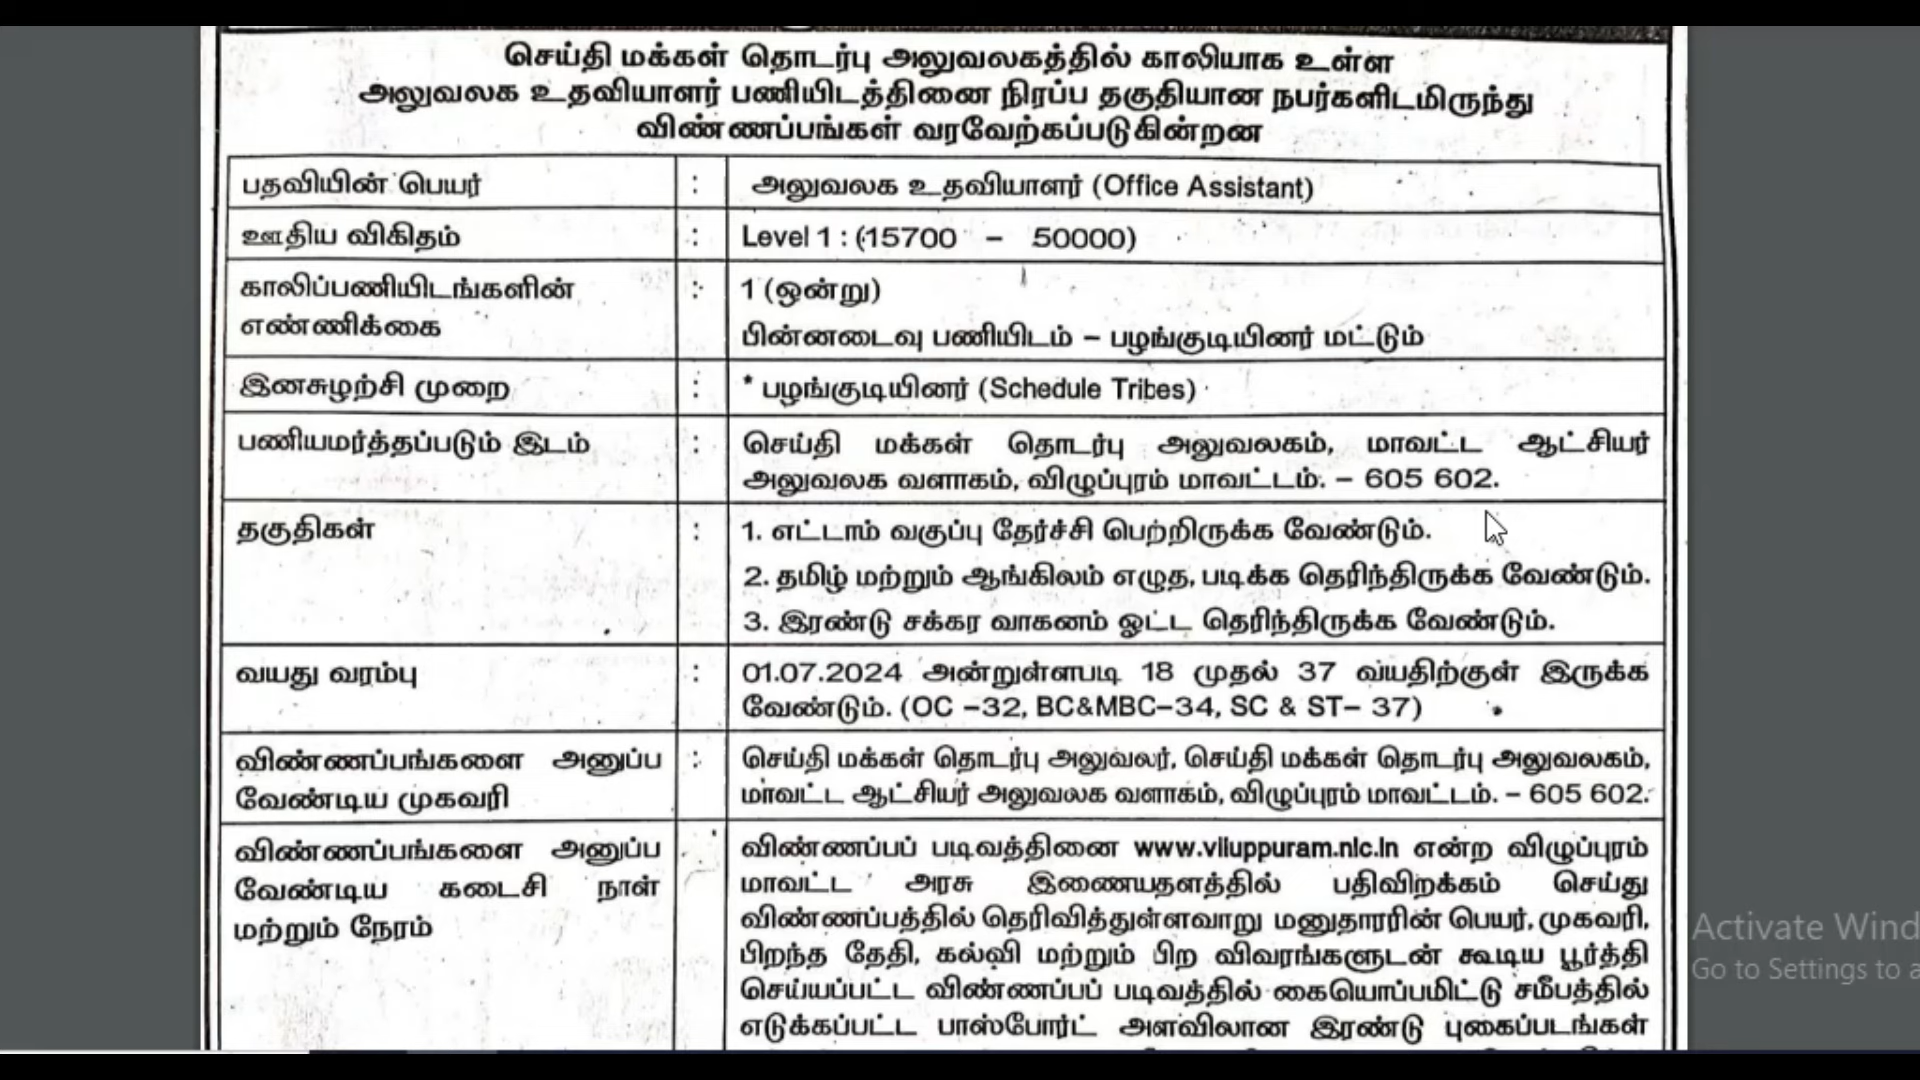 செய்தி மக்கள் தொடர்பு அலுவலகத்தில் காலியாக உள்ள
அலுவலக உதவியாளர் பணியிடத்தினை நிரப்ப தகுதியான நபர்களிடமிருந்து
விண்ணப்பங்கள் வரவேற்கப்படுகின்றன
பதவியின் பெயர் : அலுவலக உதவியாளர் (Office Assistant)
ஊதிய விகிதம் : Level 1 : (15700 – 50000)
காலிப்பணியிடங்களின் : 1 (ஒன்று)
எண்ணிக்கை
பின்னடைவு பணியிடம் – பழங்குடியினர் மட்டும்
இனசுழற்சி முறை : * பழங்குடியினர் (Schedule Tribes)
பணியமர்த்தப்படும் இடம் : செய்தி மக்கள் தொடர்பு அலுவலகம், மாவட்ட ஆட்சியர்
அலுவலக வளாகம், விழுப்புரம் மாவட்டம். – 605 602.
தகுதிகள் : 1. எட்டாம் வகுப்பு தேர்ச்சி பெற்றிருக்க வேண்டும்.
2. தமிழ் மற்றும் ஆங்கிலம் எழுத, படிக்க தெரிந்திருக்க வேண்டும்.
3. இரண்டு சக்கர வாகனம் ஓட்ட தெரிந்திருக்க வேண்டும்.
வயது வரம்பு : 01.07.2024 அன்றுள்ளபடி 18 முதல் 37 வயதிற்குள் இருக்க
வேண்டும். (OC –32, BC&MBC–34, SC & ST– 37)
விண்ணப்பங்களை அனுப்ப : செய்தி மக்கள் தொடர்பு அலுவலர், செய்தி மக்கள் தொடர்பு அலுவலகம்,
வேண்டிய முகவரி மாவட்ட ஆட்சியர் அலுவலக வளாகம், விழுப்புரம் மாவட்டம். – 605 602.
விண்ணப்பங்களை அனுப்ப விண்ணப்பப் படிவத்தினை www.viluppuram.nic.in என்ற விழுப்புரம்
வேண்டிய கடைசி நாள் மாவட்ட அரசு இணையதளத்தில் பதிவிறக்கம் செய்து
மற்றும் நேரம் விண்ணப்பத்தில் தெரிவித்துள்ளவாறு மனுதாரரின் பெயர், முகவரி,
பிறந்த தேதி, கல்வி மற்றும் பிற விவரங்களுடன் கூடிய பூர்த்தி
செய்யப்பட்ட விண்ணப்பப் படிவத்தில் கையொப்பமிட்டு சமீபத்தில்
எடுக்கப்பட்ட பாஸ்போர்ட் அளவிலான இரண்டு புகைப்படங்கள்
Activate Wind
Go to Settings to a